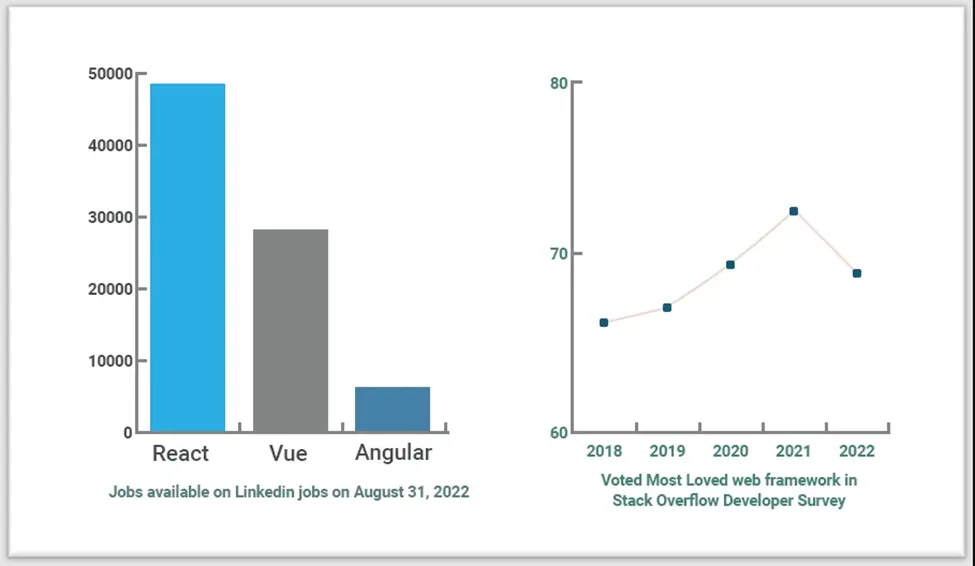 50000
40000
30000
20000
10000
0
React Vue Angular
Jobs available on Linkedin jobs on August 31, 2022
80
70
60
2018 2019 2020 2021 2022
Voted Most Loved web framework in
Stack Overflow Developer Survey